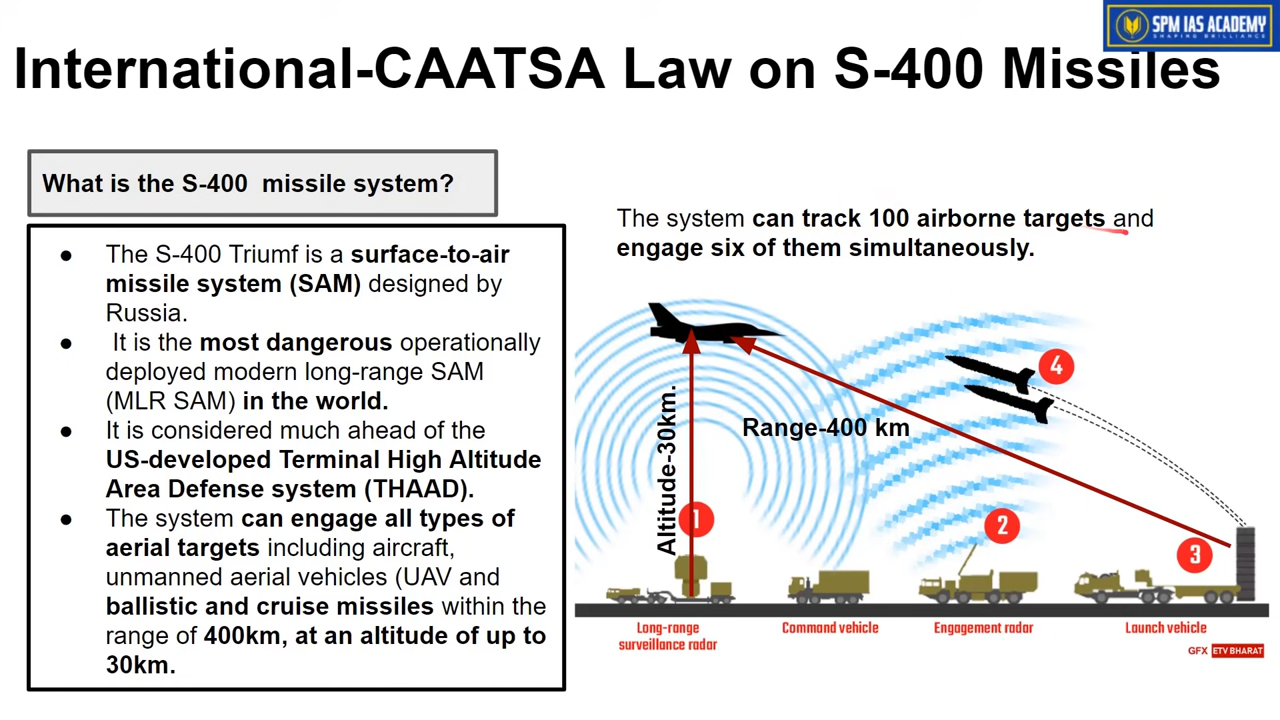 SPM IAS ACADEMY
SHAPING BRILLIANCE
International-CAATSA Law on S-400 Missiles
What is the S-400 missile system?
● The S-400 Triumf is a surface-to-air
missile system (SAM) designed by
Russia.
● It is the most dangerous operationally
deployed modern long-range SAM
(MLR SAM) in the world.
● It is considered much ahead of the
US-developed Terminal High Altitude
Area Defense system (THAAD).
● The system can engage all types of
aerial targets including aircraft,
unmanned aerial vehicles (UAV and
ballistic and cruise missiles within the
range of 400km, at an altitude of up to
30km.
The system can track 100 airborne targets and
engage six of them simultaneously.
4
Range-400 km
Altitude-30km.
1
2
3
Long-range
surveillance radar
Command vehicle
Engagement radar
Launch vehicle
GFX ETV BHARAT